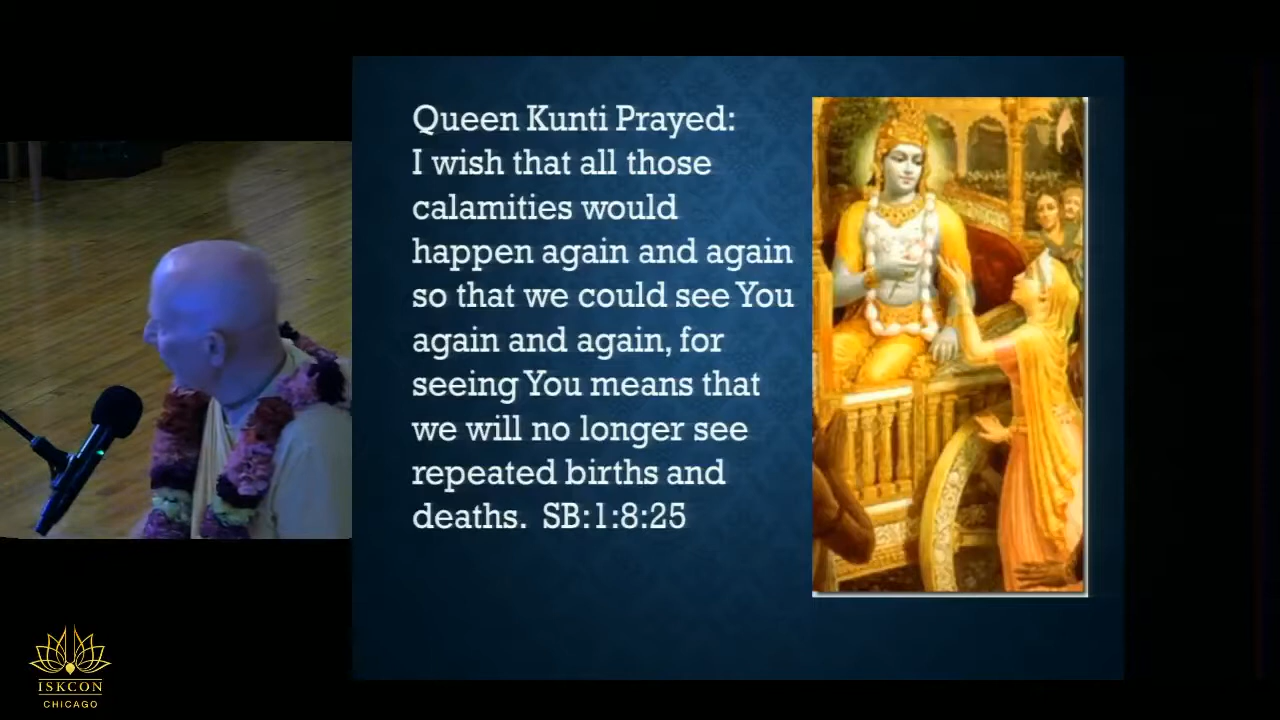 Queen Kunti Prayed:
I wish that all those
calamities would
happen again and again
so that we could see You
again and again, for
seeing You means that
we will no longer see
repeated births and
deaths.  SB:1:8:25
ISKCON
CHICAGO